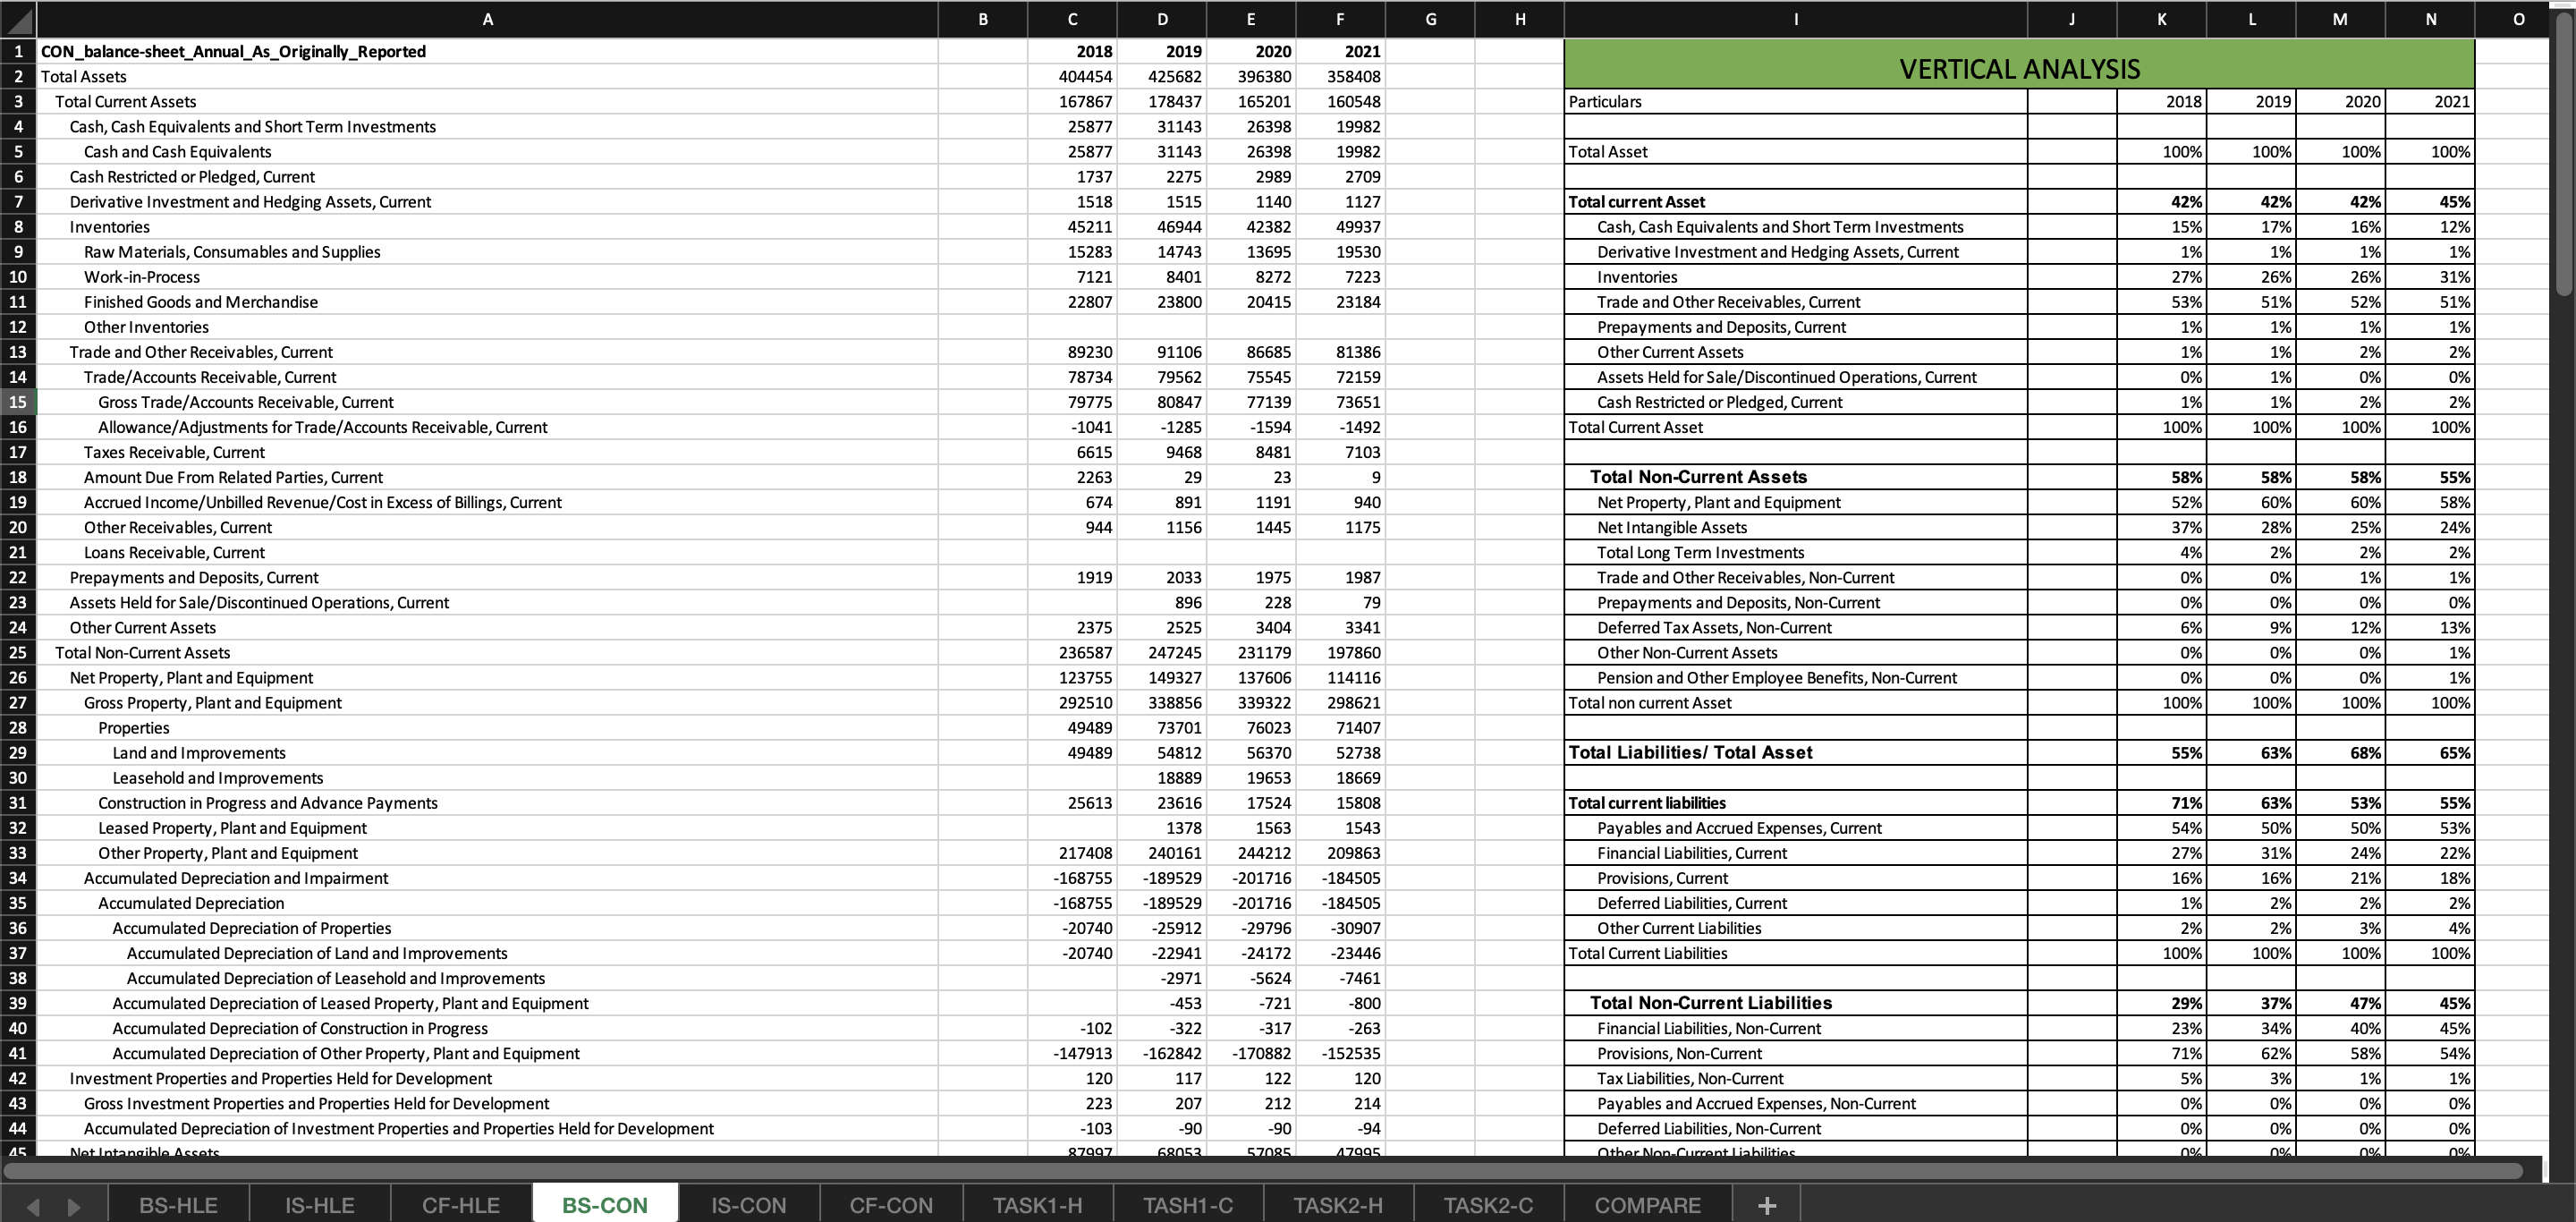 A B C D E F G H I J K L M N O
1 CON_balance-sheet_Annual_As_Originally_Reported 2018 2019 2020 2021 VERTICAL ANALYSIS
2 Total Assets 404454 425682 396380 358408
3 Total Current Assets 167867 178437 165201 160548 Particulars 2018 2019 2020 2021
4 Cash, Cash Equivalents and Short Term Investments 25877 31143 26398 19982
5 Cash and Cash Equivalents 25877 31143 26398 19982 Total Asset 100% 100% 100% 100%
6 Cash Restricted or Pledged, Current 1737 2275 2989 2709
7 Derivative Investment and Hedging Assets, Current 1518 1515 1140 1127 Total current Asset 42% 42% 42% 45%
8 Inventories 45211 46944 42382 49937 Cash, Cash Equivalents and Short Term Investments 15% 17% 16% 12%
9 Raw Materials, Consumables and Supplies 15283 14743 13695 19530 Derivative Investment and Hedging Assets, Current 1% 1% 1% 1%
10 Work-in-Process 7121 8401 8272 7223 Inventories 27% 26% 26% 31%
11 Finished Goods and Merchandise 22807 23800 20415 23184 Trade and Other Receivables, Current 53% 51% 52% 51%
12 Other Inventories Prepayments and Deposits, Current 1% 1% 1% 1%
13 Trade and Other Receivables, Current 89230 91106 86685 81386 Other Current Assets 1% 1% 2% 2%
14 Trade/Accounts Receivable, Current 78734 79562 75545 72159 Assets Held for Sale/Discontinued Operations, Current 0% 1% 0% 0%
15 Gross Trade/Accounts Receivable, Current 79775 80847 77139 73651 Cash Restricted or Pledged, Current 1% 1% 2% 2%
16 Allowance/Adjustments for Trade/Accounts Receivable, Current -1041 -1285 -1594 -1492 Total Current Asset 100% 100% 100% 100%
17 Taxes Receivable, Current 6615 9468 8481 7103
18 Amount Due From Related Parties, Current 2263 29 23 9 Total Non-Current Assets 58% 58% 58% 55%
19 Accrued Income/Unbilled Revenue/Cost in Excess of Billings, Current 674 891 1191 940 Net Property, Plant and Equipment 52% 60% 60% 58%
20 Other Receivables, Current 944 1156 1445 1175 Net Intangible Assets 37% 28% 25% 24%
21 Loans Receivable, Current Total Long Term Investments 4% 2% 2% 2%
22 Prepayments and Deposits, Current 1919 2033 1975 1987 Trade and Other Receivables, Non-Current 0% 0% 1% 1%
23 Assets Held for Sale/Discontinued Operations, Current 896 228 79 Prepayments and Deposits, Non-Current 0% 0% 0% 0%
24 Other Current Assets 2375 2525 3404 3341 Deferred Tax Assets, Non-Current 6% 9% 12% 13%
25 Total Non-Current Assets 236587 247245 231179 197860 Other Non-Current Assets 0% 0% 0% 1%
26 Net Property, Plant and Equipment 123755 149327 137606 114116 Pension and Other Employee Benefits, Non-Current 0% 0% 0% 1%
27 Gross Property, Plant and Equipment 292510 338856 339322 298621 Total non current Asset 100% 100% 100% 100%
28 Properties 49489 73701 76023 71407
29 Land and Improvements 49489 54812 56370 52738 Total Liabilities/ Total Asset 55% 63% 68% 65%
30 Leasehold and Improvements 18889 19653 18669
31 Construction in Progress and Advance Payments 25613 23616 17524 15808 Total current liabilities 71% 63% 53% 55%
32 Leased Property, Plant and Equipment 1378 1563 1543 Payables and Accrued Expenses, Current 54% 50% 50% 53%
33 Other Property, Plant and Equipment 217408 240161 244212 209863 Financial Liabilities, Current 27% 31% 24% 22%
34 Accumulated Depreciation and Impairment -168755 -189529 -201716 -184505 Provisions, Current 16% 16% 21% 18%
35 Accumulated Depreciation -168755 -189529 -201716 -184505 Deferred Liabilities, Current 1% 2% 2% 2%
36 Accumulated Depreciation of Properties -20740 -25912 -29796 -30907 Other Current Liabilities 2% 2% 3% 4%
37 Accumulated Depreciation of Land and Improvements -20740 -22941 -24172 -23446 Total Current Liabilities 100% 100% 100% 100%
38 Accumulated Depreciation of Leasehold and Improvements -2971 -5624 -7461
39 Accumulated Depreciation of Leased Property, Plant and Equipment -453 -721 -800 Total Non-Current Liabilities 29% 37% 47% 45%
40 Accumulated Depreciation of Construction in Progress -102 -322 -317 -263 Financial Liabilities, Non-Current 23% 34% 40% 45%
41 Accumulated Depreciation of Other Property, Plant and Equipment -147913 -162842 -170882 -152535 Provisions, Non-Current 71% 62% 58% 54%
42 Investment Properties and Properties Held for Development 120 117 122 120 Tax Liabilities, Non-Current 5% 3% 1% 1%
43 Gross Investment Properties and Properties Held for Development 223 207 212 214 Payables and Accrued Expenses, Non-Current 0% 0% 0% 0%
44 Accumulated Depreciation of Investment Properties and Properties Held for Development -103 -90 -90 -94 Deferred Liabilities, Non-Current 0% 0% 0% 0%
45 Net Intangible Assets 87997 68053 57085 47995 Other Non-Current Liabilities 0% 0% 0% 0%
BS-HLE IS-HLE CF-HLE BS-CON IS-CON CF-CON TASK1-H TASH1-C TASK2-H TASK2-C COMPARE +